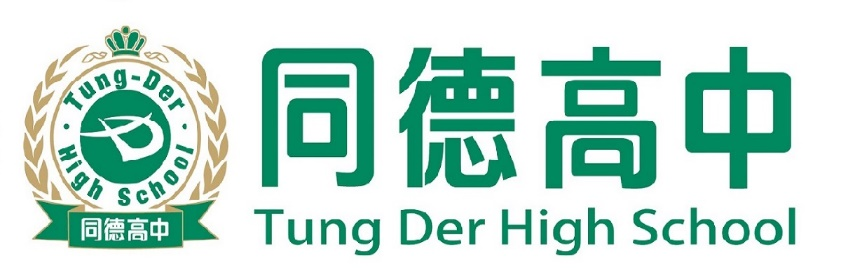 Tung-Der
High School
同德高中
同德高中
Tung Der High School